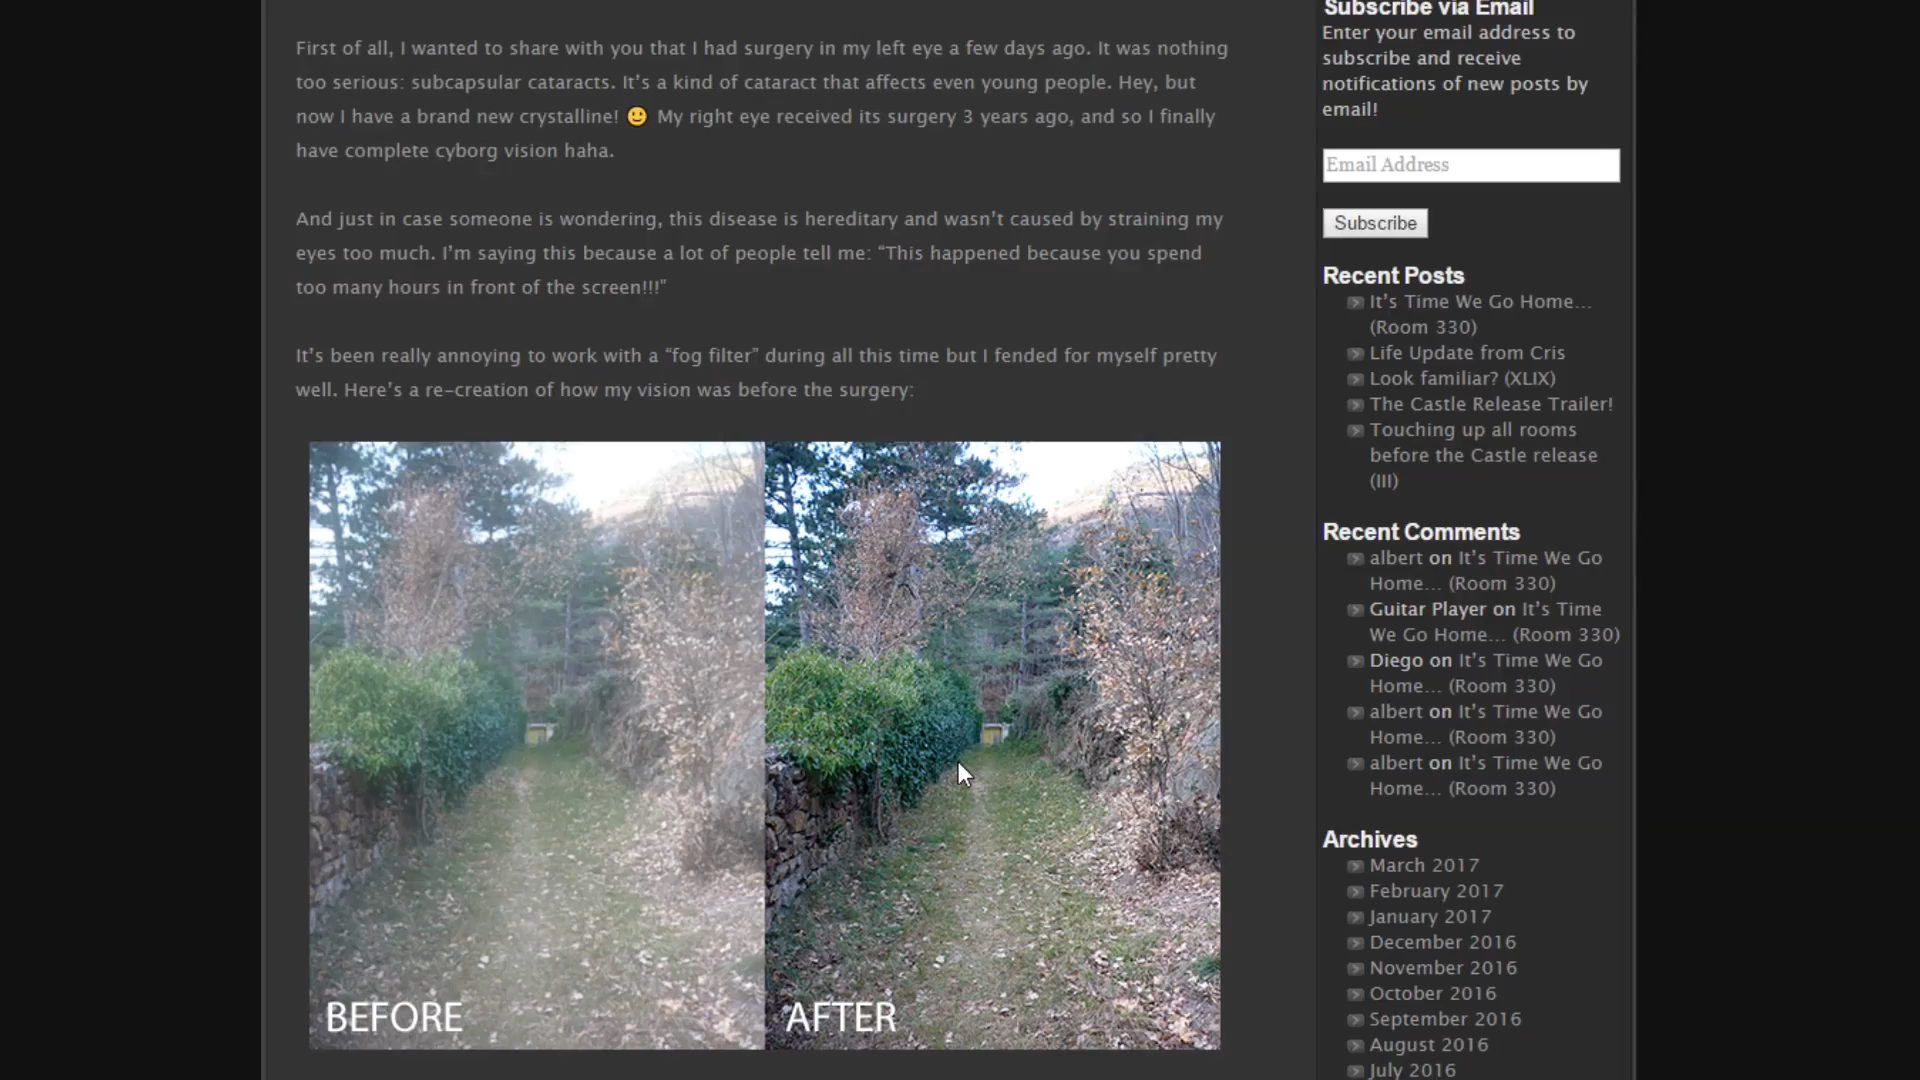 First of all, I wanted to share with you that I had surgery in my left eye a few days ago. It was nothing
too serious: subcapsular cataracts. It's a kind of cataract that affects even young people. Hey, but
now I have a brand new crystalline! 🙂 My right eye received its surgery 3 years ago, and so I finally
have complete cyborg vision haha.
And just in case someone is wondering, this disease is hereditary and wasn't caused by straining my
eyes too much. I'm saying this because a lot of people tell me: “This happened because you spend
too many hours in front of the screen!!!”
It's been really annoying to work with a “fog filter” during all this time but I fended for myself pretty
well. Here's a re-creation of how my vision was before the surgery:
BEFORE
AFTER
Subscribe via Email
Enter your email address to
subscribe and receive
notifications of new posts by
email!
Email Address
Subscribe
Recent Posts
It's Time We Go Home…
(Room 330)
Life Update from Cris
Look familiar? (XLIX)
The Castle Release Trailer!
Touching up all rooms
before the Castle release
(III)
Recent Comments
albert on It's Time We Go
Home… (Room 330)
Guitar Player on It's Time
We Go Home… (Room 330)
Diego on It's Time We Go
Home… (Room 330)
albert on It's Time We Go
Home… (Room 330)
albert on It's Time We Go
Home… (Room 330)
Archives
March 2017
February 2017
January 2017
December 2016
November 2016
October 2016
September 2016
August 2016
July 2016